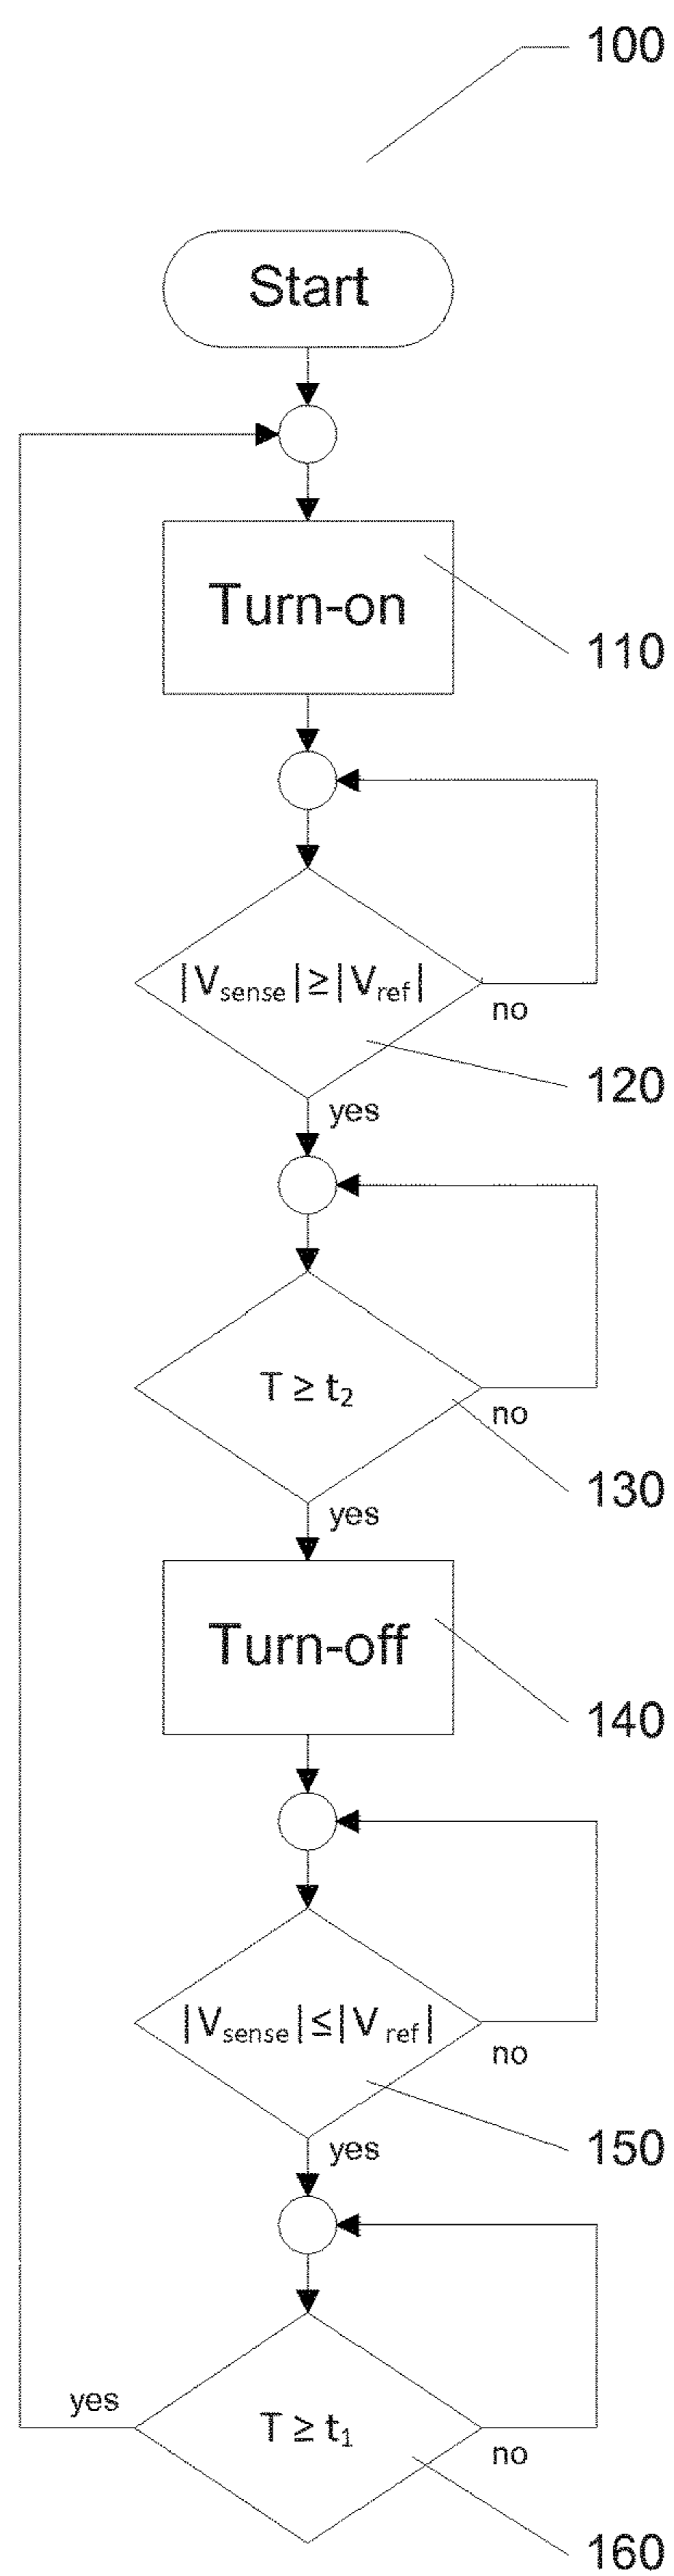 100
Start
Turn-on
110
|Vsense|≥|Vref|
no
120
yes
T ≥ t2
no
130
yes
Turn-off
140
|Vsense|≤|Vref|
no
150
yes
yes
T ≥ t1
no
160